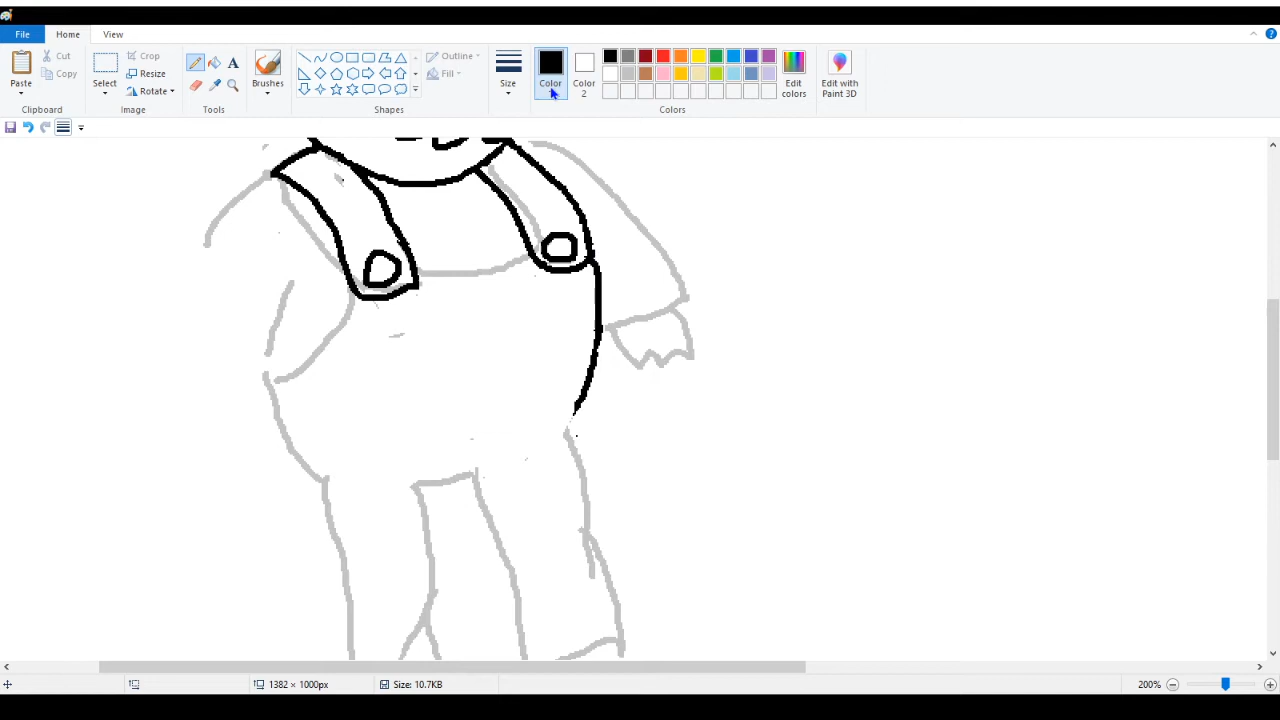 File Home View
Cut
Copy
Paste
Clipboard
Crop
Resize
Rotate
Select
Image
Tools
Brushes
Outline
Fill
Shapes
Size
Color
Color
2
Edit
colors
Colors
Edit with
Paint 3D
1382 × 1000px
Size: 10.7KB
200%